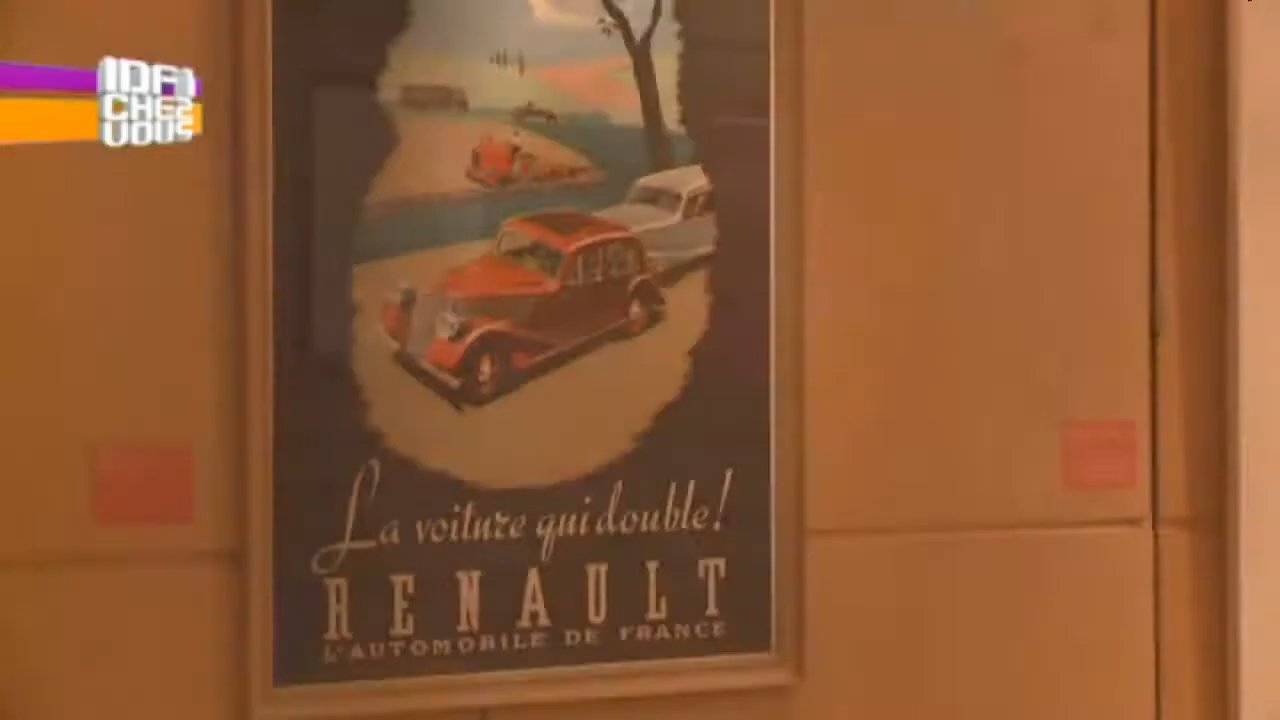 IDF1
CHEZ
VOUS
La voiture qui double!
RENAULT
L'AUTOMOBILE DE FRANCE